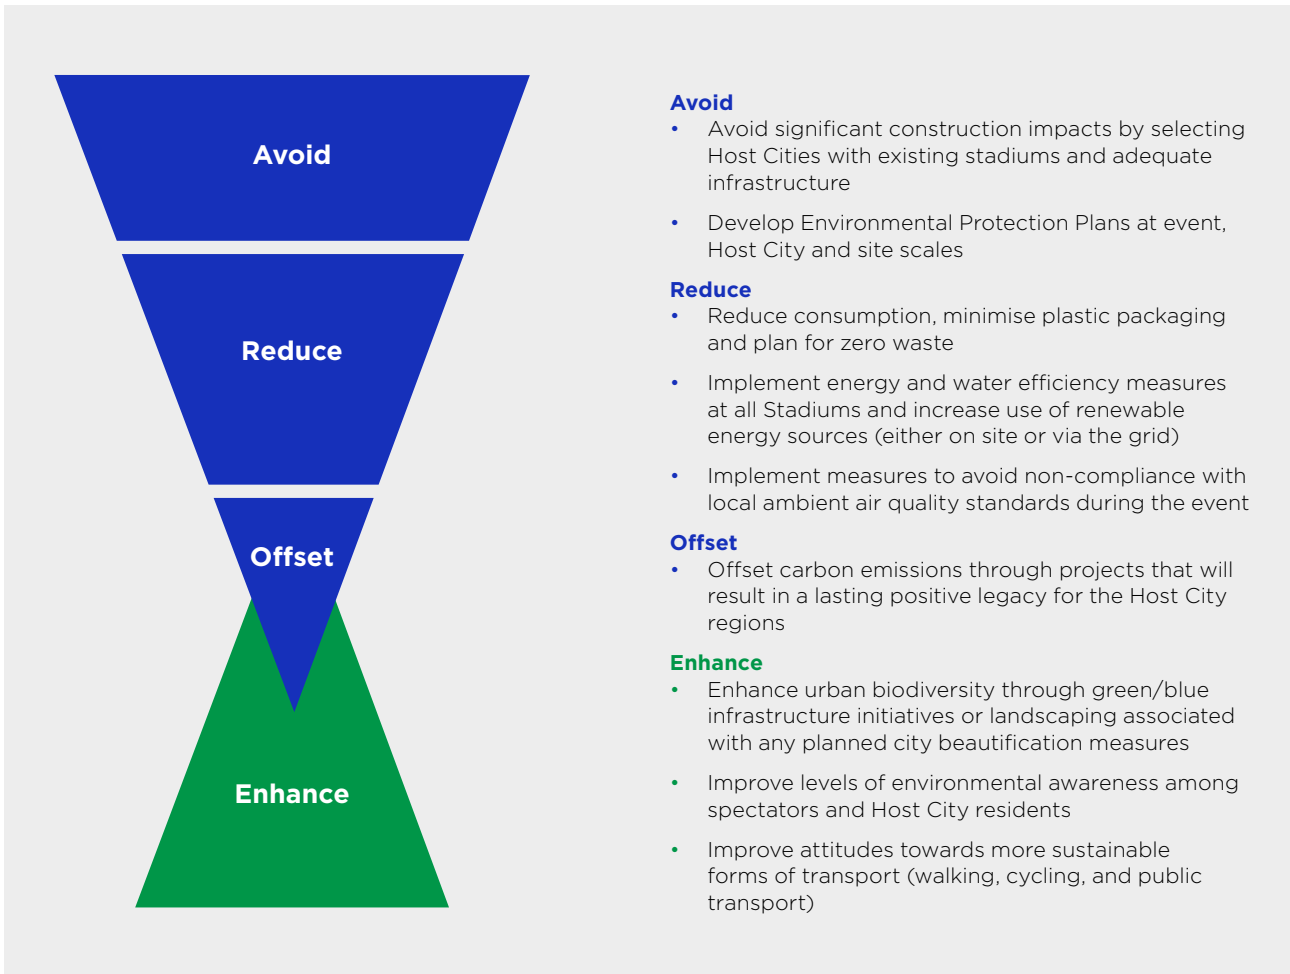 Avoid
Reduce
Offset
Enhance
Avoid
• Avoid significant construction impacts by selecting
Host Cities with existing stadiums and adequate
infrastructure
• Develop Environmental Protection Plans at event,
Host City and site scales
Reduce
• Reduce consumption, minimise plastic packaging
and plan for zero waste
• Implement energy and water efficiency measures
at all Stadiums and increase use of renewable
energy sources (either on site or via the grid)
• Implement measures to avoid non-compliance with
local ambient air quality standards during the event
Offset
• Offset carbon emissions through projects that will
result in a lasting positive legacy for the Host City
regions
Enhance
• Enhance urban biodiversity through green/blue
infrastructure initiatives or landscaping associated
with any planned city beautification measures
• Improve levels of environmental awareness among
spectators and Host City residents
• Improve attitudes towards more sustainable
forms of transport (walking, cycling, and public
transport)